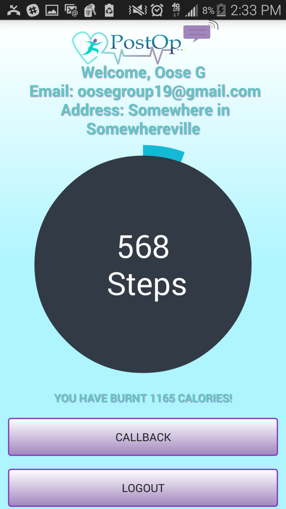 8% 2:33 PM
PostOp
Welcome, Oose G
Email: oosegroup19@gmail.com
Address: Somewhere in
Somewhereville
568
Steps
YOU HAVE BURNT 1165 CALORIES!
CALLBACK
LOGOUT